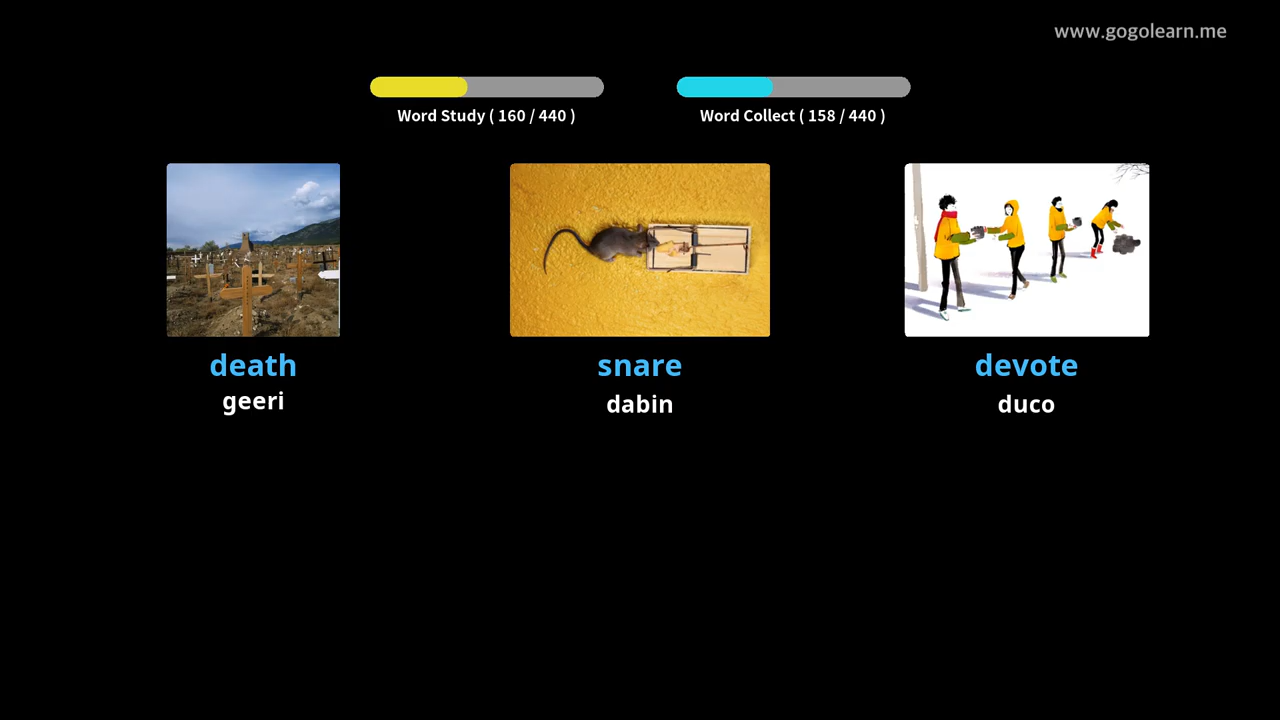 www.gogolearn.me
Word Study ( 160 / 440 )
Word Collect ( 158 / 440 )
death
geeri
snare
dabin
devote
duco